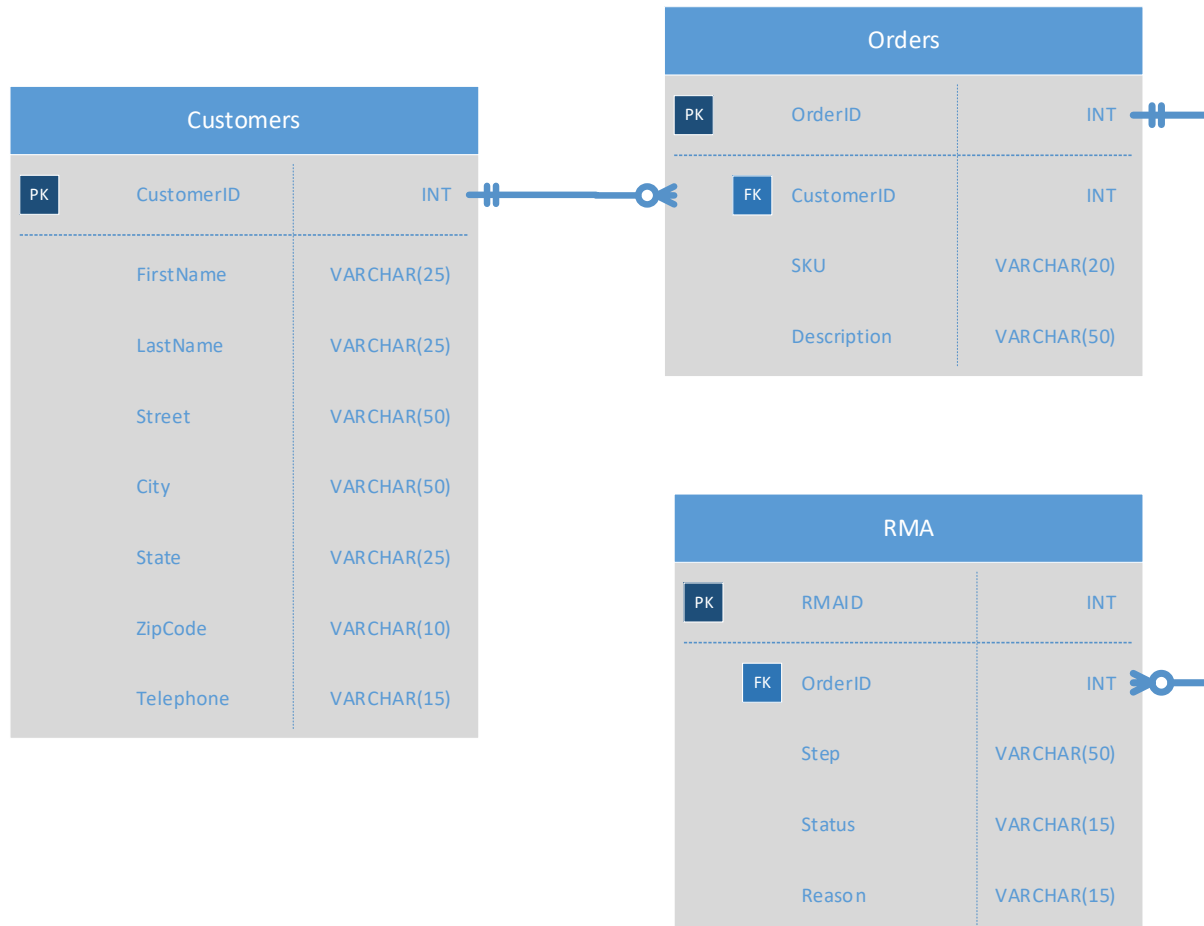 Customers
PK CustomerID INT
FirstName VARCHAR(25)
LastName VARCHAR(25)
Street VARCHAR(50)
City VARCHAR(50)
State VARCHAR(25)
ZipCode VARCHAR(10)
Telephone VARCHAR(15)
Orders
PK OrderID INT
FK CustomerID INT
SKU VARCHAR(20)
Description VARCHAR(50)
RMA
PK RMAID INT
FK OrderID INT
Step VARCHAR(50)
Status VARCHAR(15)
Reason VARCHAR(15)